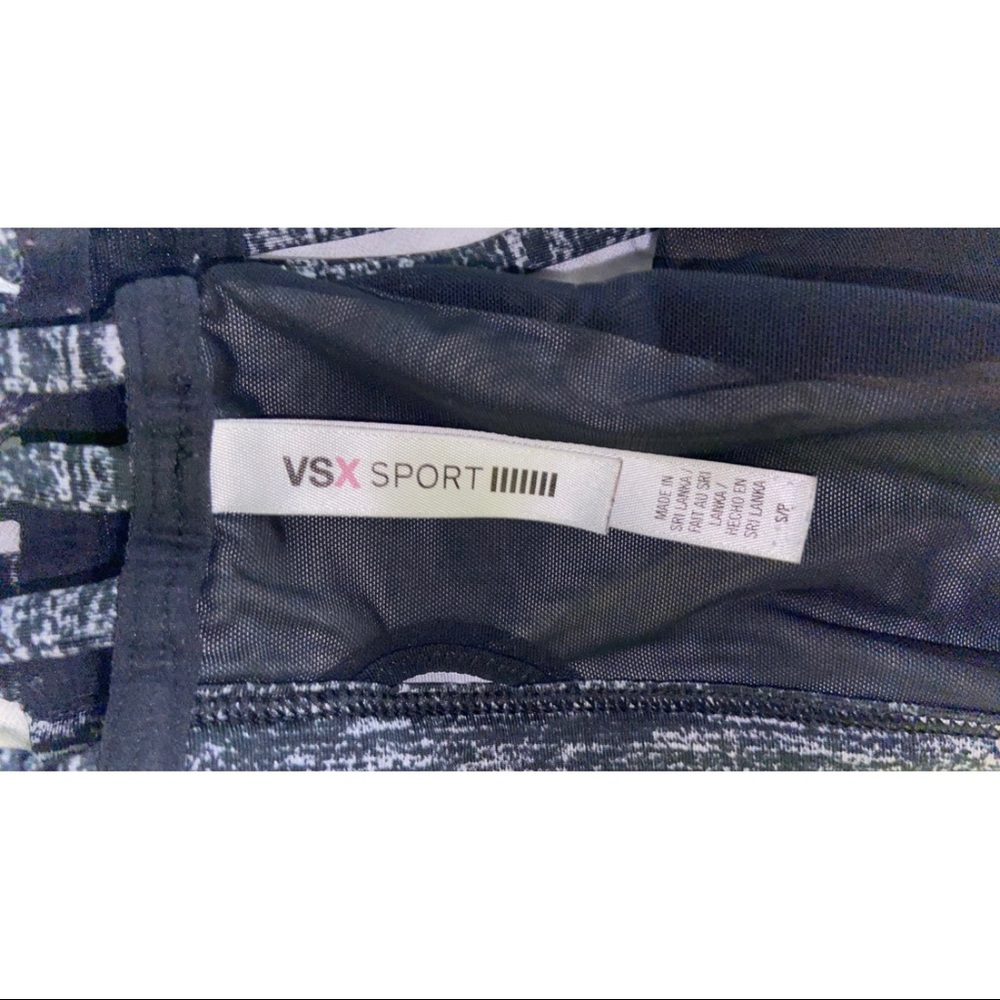 VSX SPORT
MADE IN
SRI LANKA /
FAIT AU SRI
LANKA /
HECHO EN
SRI LANKA
S/P